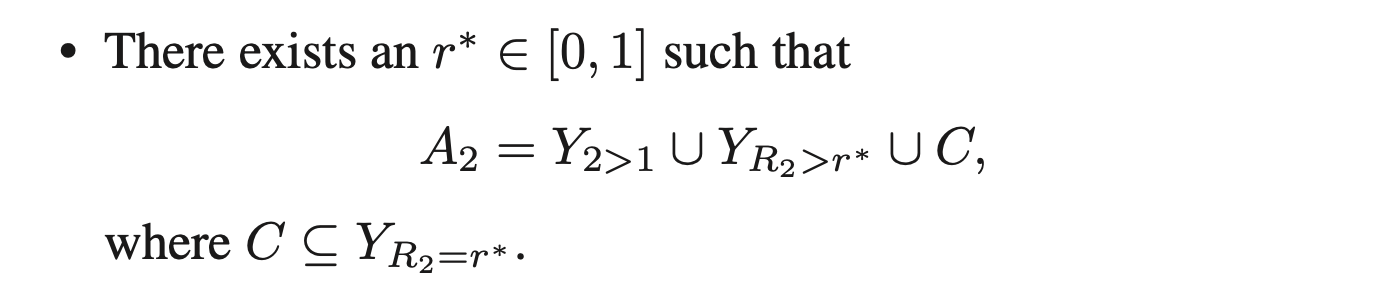 • There exists an r* ∈ [0, 1] such that
A₂ = Y₂>₁ ∪ Y_{R₂>r*} ∪ C,
where C ⊆ Y_{R₂=r*}.